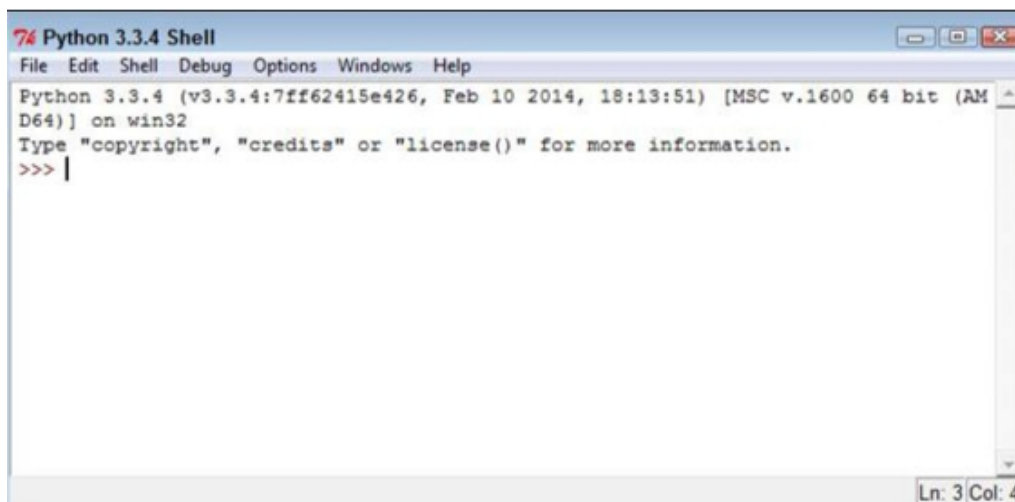 Python 3.3.4 Shell
File Edit Shell Debug Options Windows Help
Python 3.3.4 (v3.3.4:7ff62415e426, Feb 10 2014, 18:13:51) [MSC v.1600 64 bit (AM
D64)] on win32
Type "copyright", "credits" or "license()" for more information.
>>>
Ln: 3 Col: 4